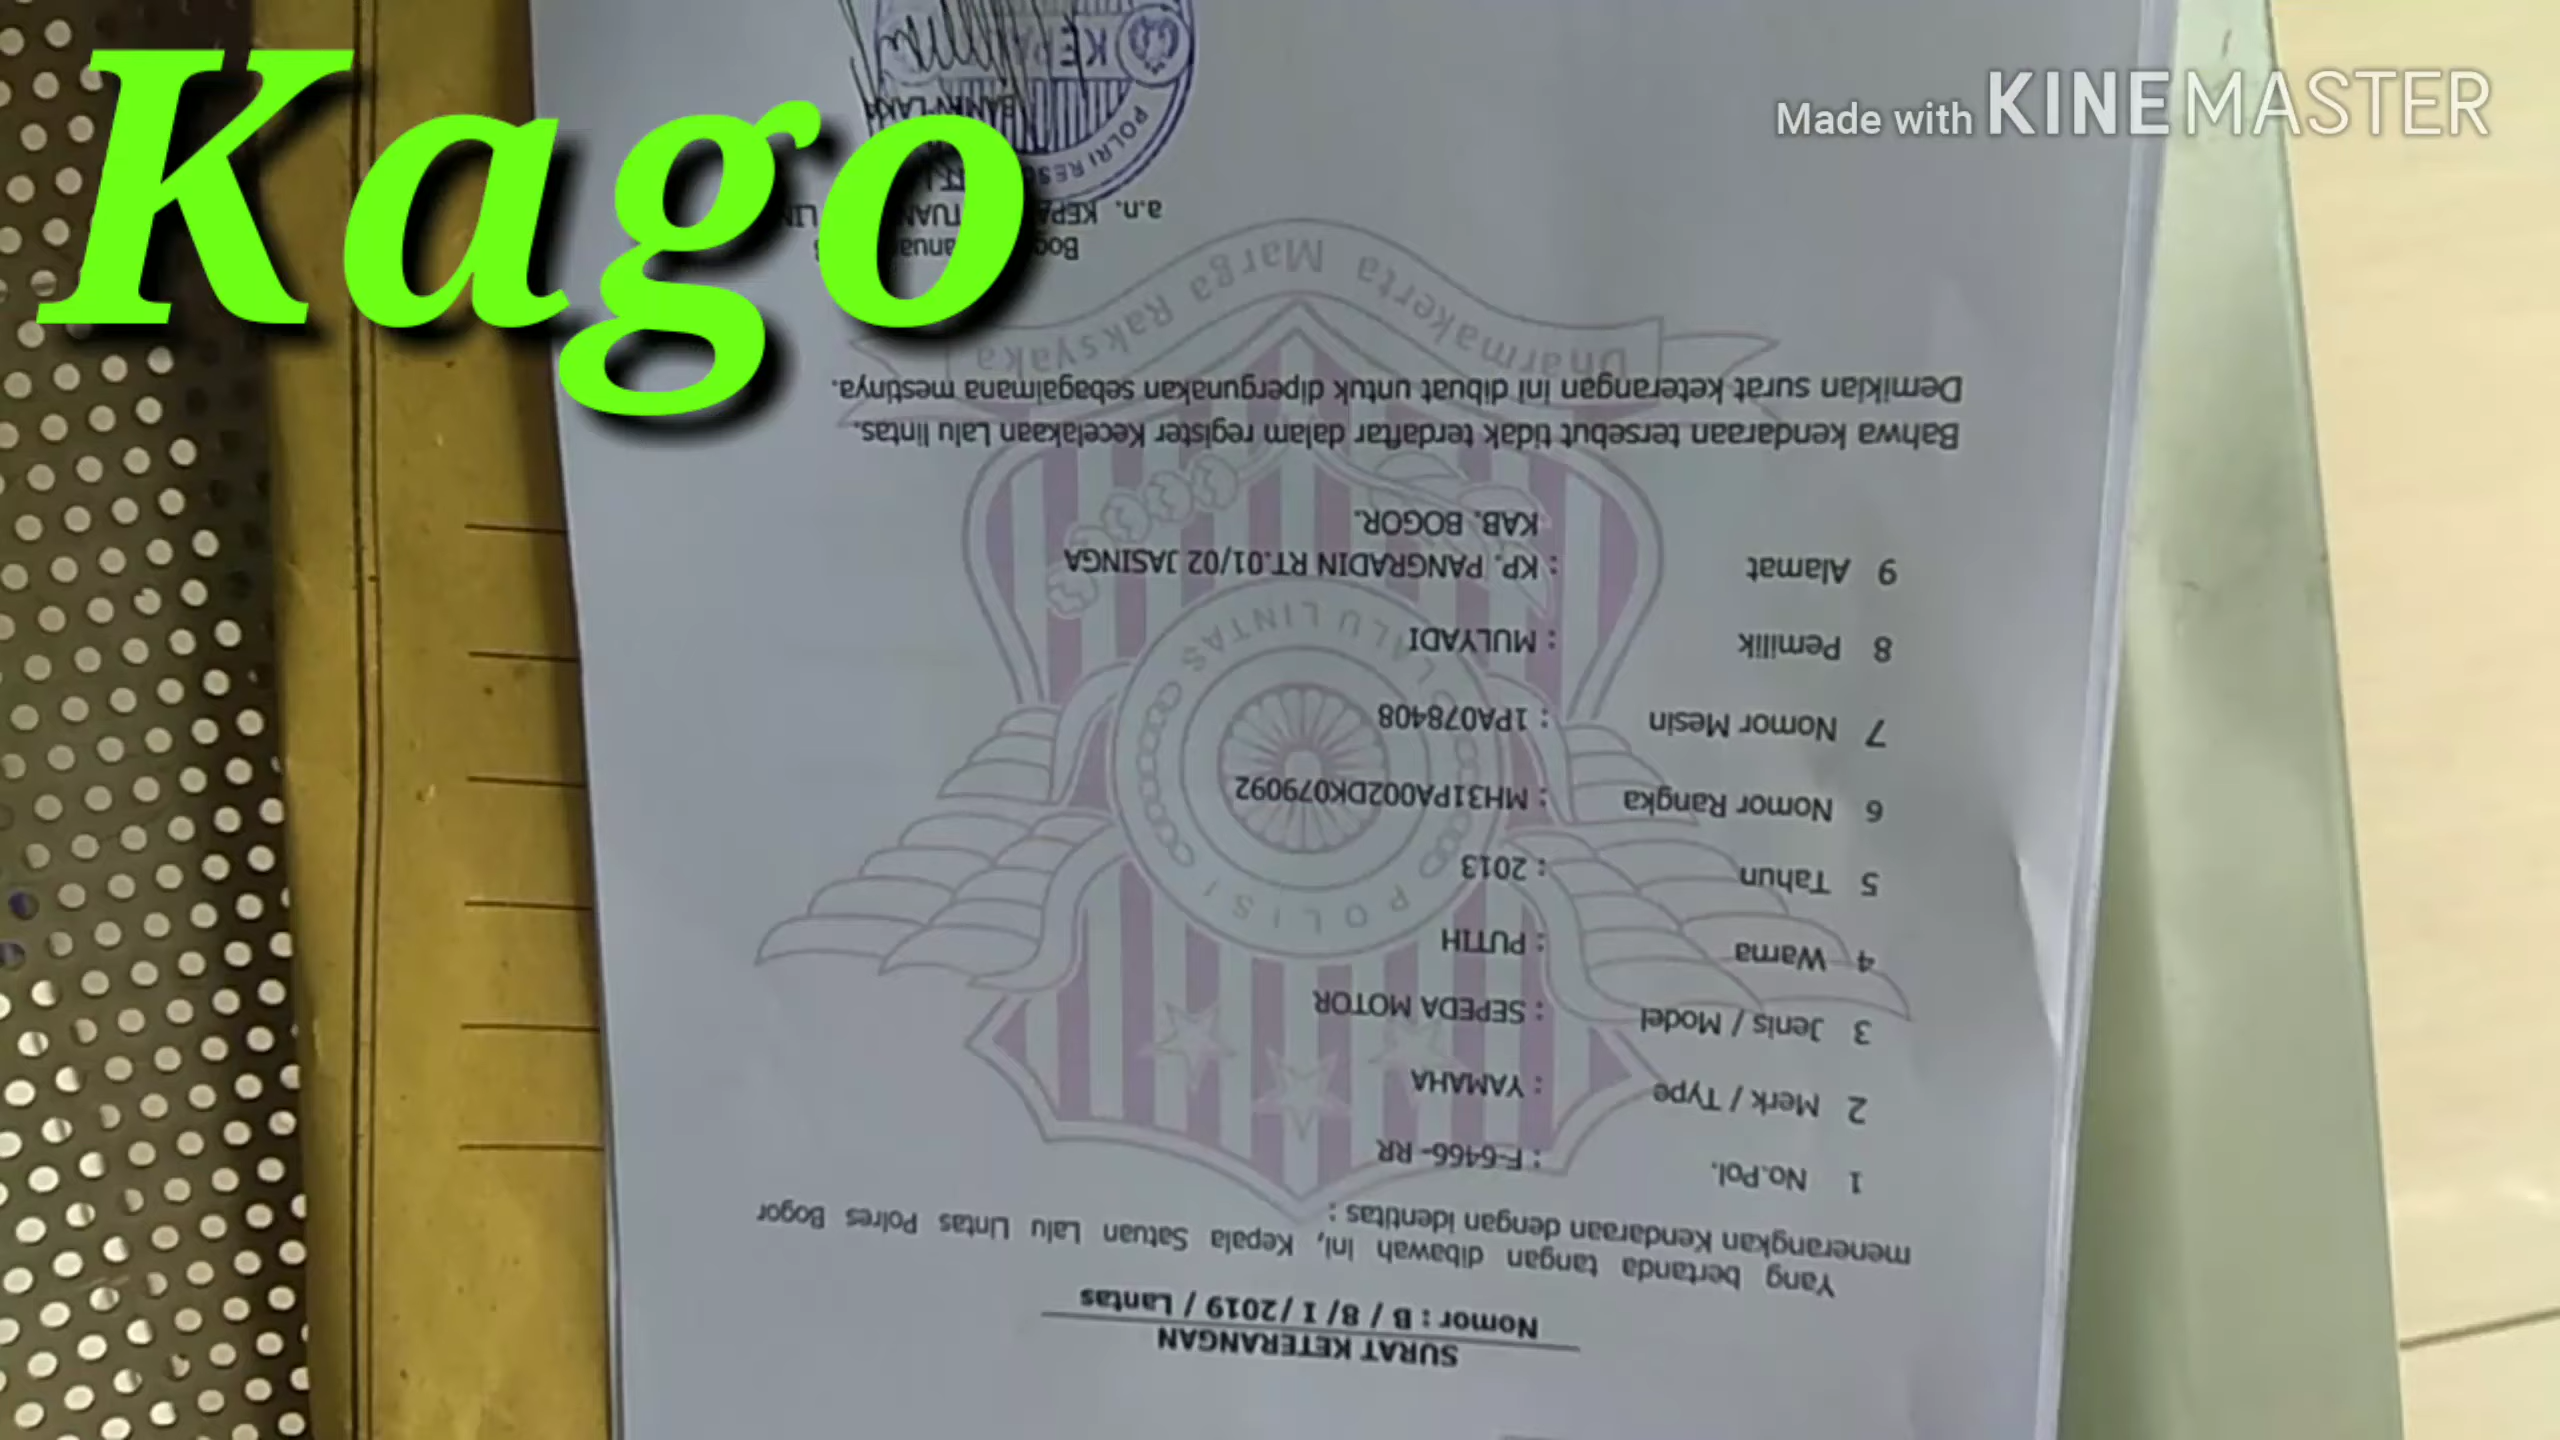 Kago
Made with KINEMASTER
SURAT KETERANGAN
Nomor : B / 8/ I /2019 / Lantas
Yang bertanda tangan dibawah ini, Kepala Satuan Lalu Lintas Polres Bogor
menerangkan Kendaraan dengan identitas :
1 No.Pol. : F-6466- RR
2 Merk / Type : YAMAHA
3 Jenis / Model : SEPEDA MOTOR
4 Warna : PUTIH
5 Tahun : 2013
6 Nomor Rangka : MH31PA002DK079092
7 Nomor Mesin : 1PA078408
8 Pemilik : MULYADI
9 Alamat : KP. PANGRADIN RT.01/02 JASINGA
KAB. BOGOR.
Bahwa kendaraan tersebut tidak terdaftar dalam register Kecelakaan Lalu lintas.
Demikian surat keterangan ini dibuat untuk dipergunakan sebagaimana mestinya.
POLISI LALU LINTAS
Dharmakerta Marga Raksyaka
a.n.
POLRI